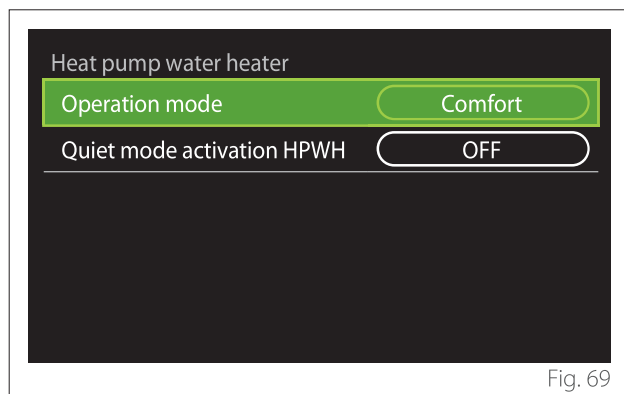 Heat pump water heater
Operation mode Comfort
Quiet mode activation HPWH OFF
Fig. 69